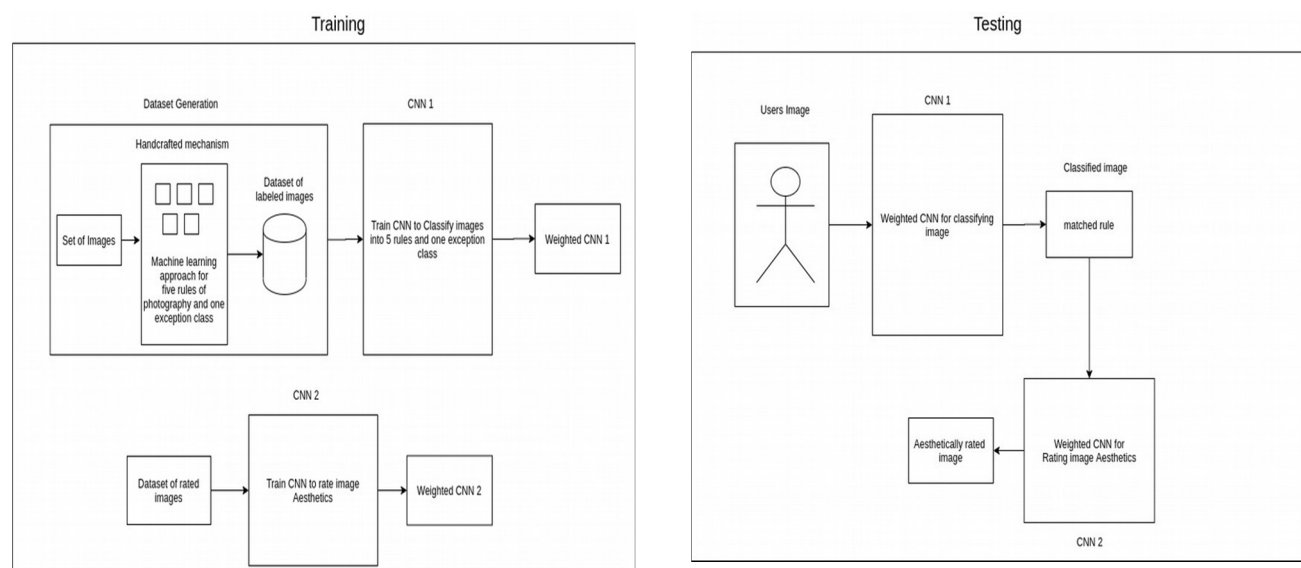 Training
Dataset Generation
CNN 1
Handcrafted mechanism
Dataset of
labeled images
Set of Images
Machine learning
approach for
five rules of
photography and one
exception class
Train CNN to Classify images
into 5 rules and one exception
class
Weighted CNN 1
CNN 2
Dataset of rated
images
Train CNN to rate image
Aesthetics
Weighted CNN 2
Testing
Users Image
CNN 1
Weighted CNN for classifying
image
Classified image
matched rule
Aesthetically rated
image
Weighted CNN for
Rating image Aesthetics
CNN 2